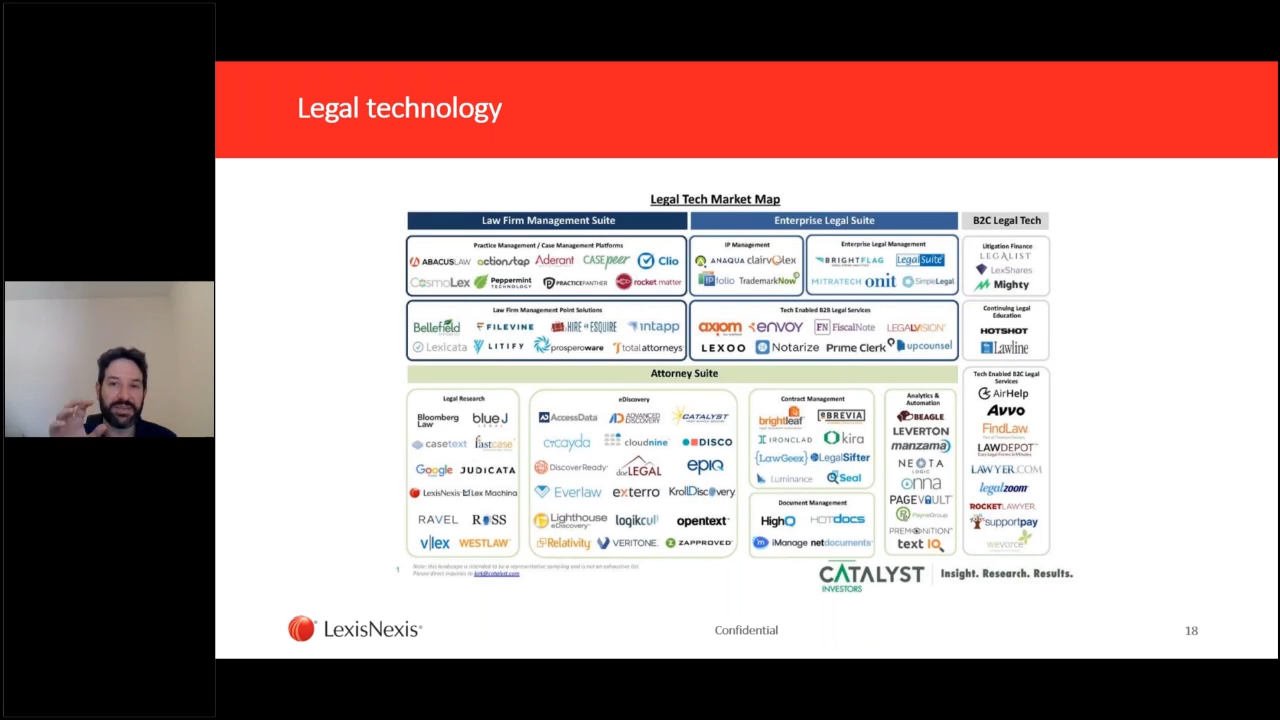 Legal technology
Legal Tech Market Map
Law Firm Management Suite
Enterprise Legal Suite
B2C Legal Tech
Practice Management / Case Management Platforms
ABACUSLAW actionstep Aderant CASEpeer Clio
CosmoLex Peppermint TECHNOLOGY PRACTICEPANTHER rocket matter
IP Management
ANAQUA clairvolex
IPfolio TrademarkNow
Enterprise Legal Management
BRIGHTFLAG Legal Suite
MITRATECH onit SimpleLegal
Litigation Finance
LEGALIST
LexShares
Mighty
Law Firm Management Point Solutions
Bellefield FILEVINE HIRE an ESQUIRE intapp
Lexicata LITIFY prosperoware total attorneys
Tech Enabled B2B Legal Services
axiom ENVOY FN FiscalNote LEGALVISION
LEXOO Notarize Prime Clerk upcounsel
Continuing Legal Education
HOTSHOT
Lawline
Attorney Suite
Legal Research
Bloomberg Law blue J LEGAL
casetext fastcase
Google JUDICATA
LexisNexis Lex Machina
RAVEL ROSS
vlex WESTLAW
eDiscovery
AD AccessData ADVANCED DISCOVERY CATALYST
cicayda cloudnine DISCO
DiscoverReady docLEGAL epiq
Everlaw exterro KrolLDiscovery
Lighthouse eDiscovery logikcull opentext
Relativity VERITONE ZAPPROVED
Contract Management
brightleaf eBREVIA
IRONCLAD kira
{LawGeex} LegalSifter
Luminance Seal
Document Management
HighQ HOTDOCS
iManage netdocuments
Analytics & Automation
BEAGLE
LEVERTON
manzama
NEOTA LOGIC
onna
PAGEVAULT
PayneGroup
PREMONITION
text IQ
Tech Enabled B2C Legal Services
AirHelp
Avvo
FindLaw
LAWDEPOT
LAWYER.COM
legalzoom
ROCKETLAWYER
supportpay
wevorce
1
Note: this landscape is intended to be a representative sampling and is not an exhaustive list.
Please direct inquiries to
CATALYST INVESTORS
Insight. Research. Results.
LexisNexis
Confidential
18